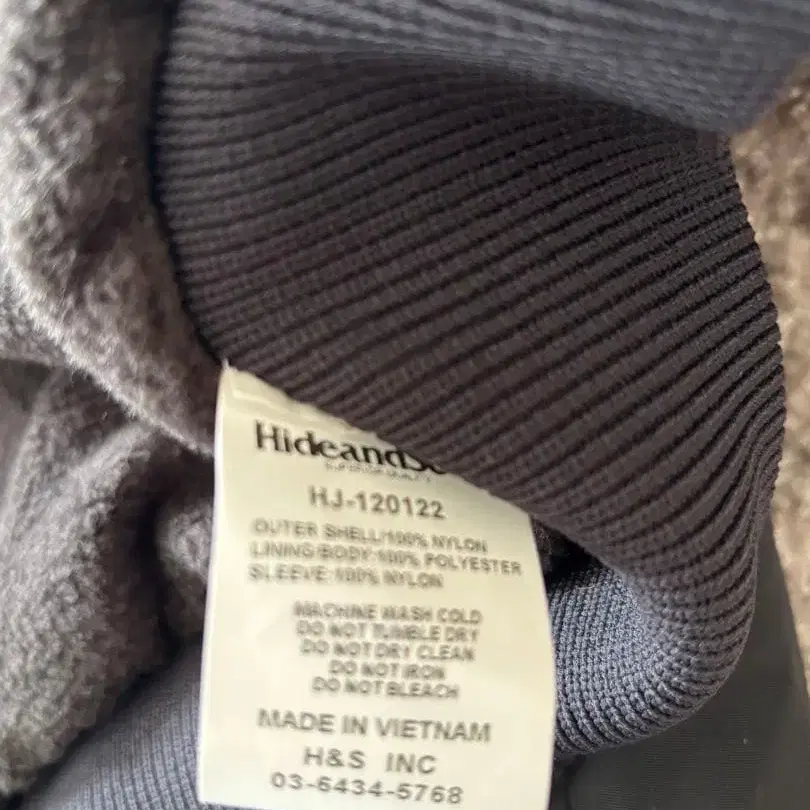 HideandS
SUPERIOR QUALITY
HJ-120122
OUTER SHELL/100% NYLON
LINING/BODY:100% POLYESTER
SLEEVE:100% NYLON
MACHINE WASH COLD
DO NOT TUMBLE DRY
DO NOT DRY CLEAN
DO NOT IRON
DO NOT BLEACH
MADE IN VIETNAM
H&S INC
03-6434-5768